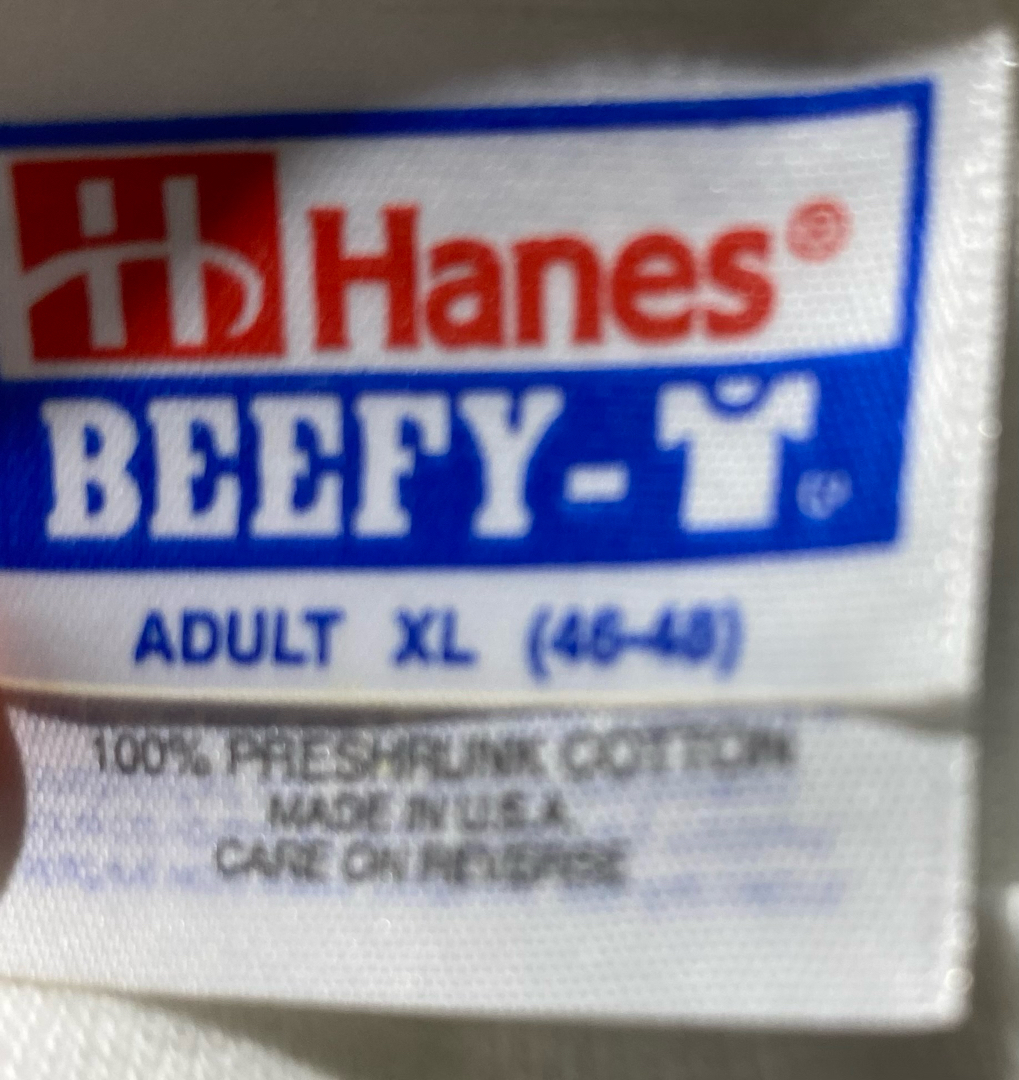 Hanes®
BEEFY-
ADULT XL (46-48)
100% PRESHRUNK COTTON
MADE IN U.S.A.
CARE ON REVERSE